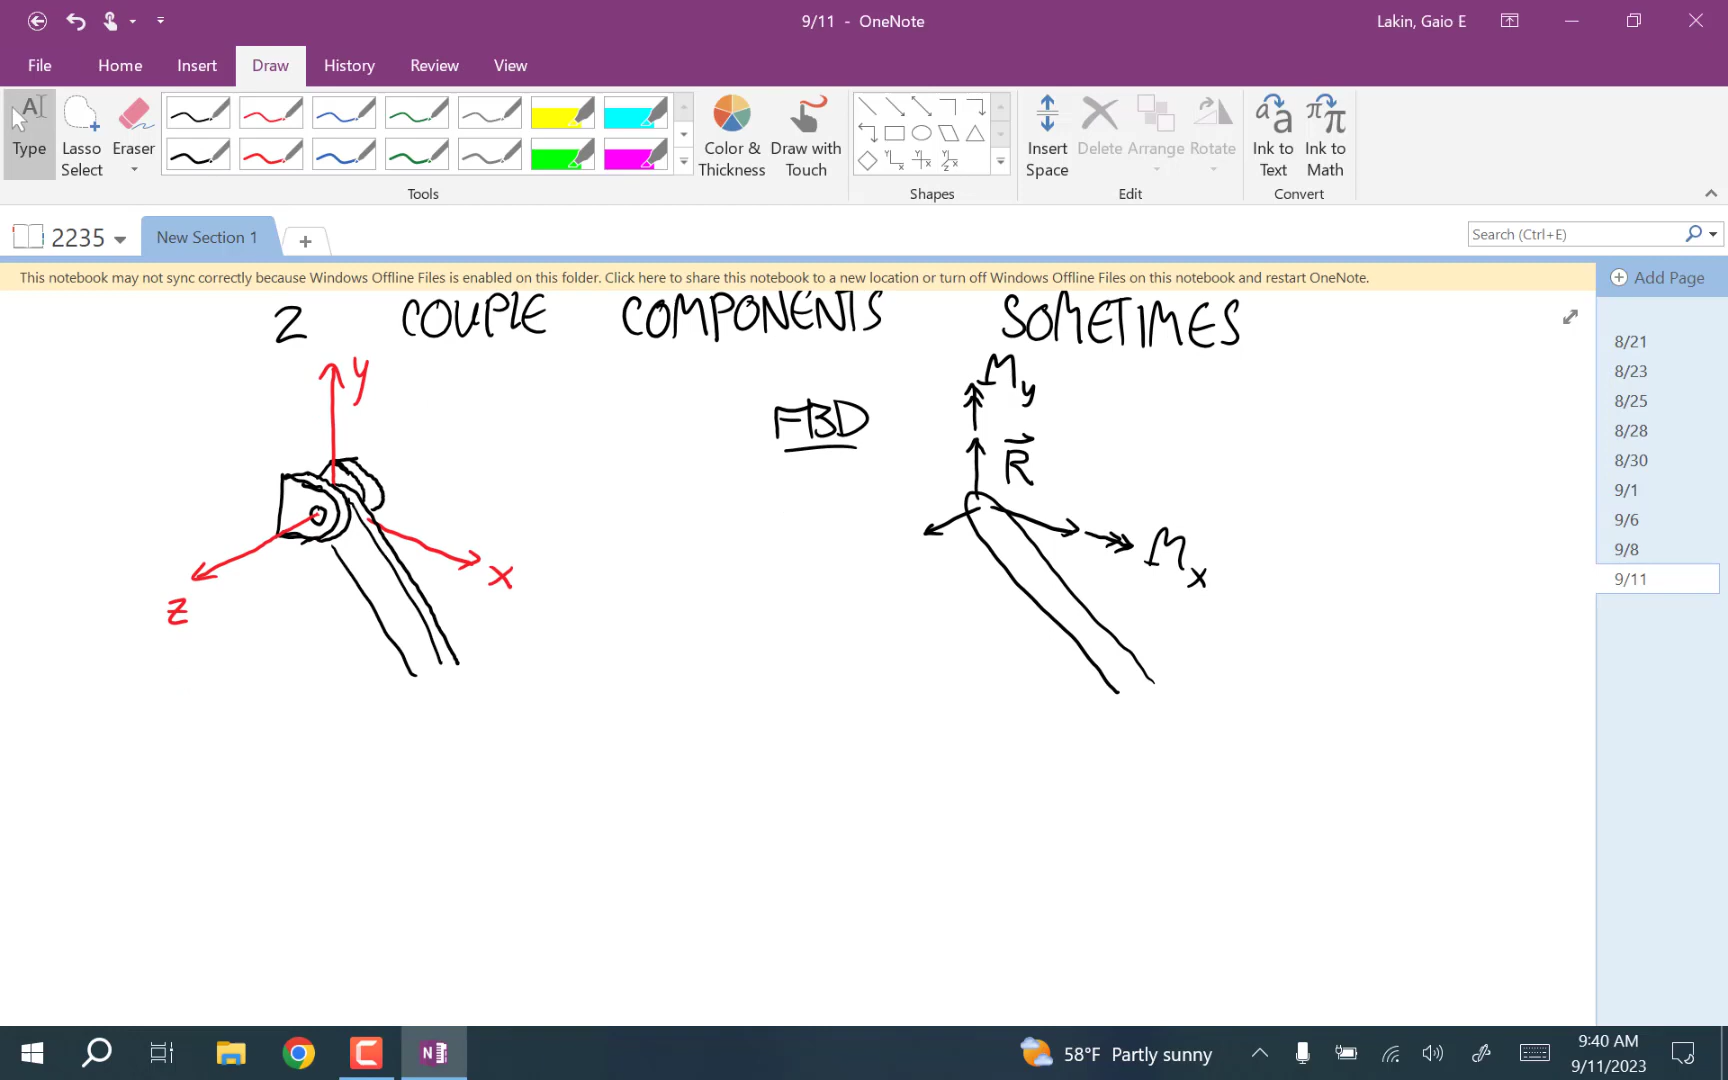 9/11 - OneNote
Lakin, Gaio E
File Home Insert Draw History Review View
Type
Lasso Select
Eraser
Color & Thickness
Draw with Touch
Insert Space
Delete
Arrange
Rotate
Ink to Text
Ink to Math
Tools
Shapes
Edit
Convert
2235
New Section 1
Search (Ctrl+E)
This notebook may not sync correctly because Windows Offline Files is enabled on this folder. Click here to share this notebook to a new location or turn off Windows Offline Files on this notebook and restart OneNote.
Add Page
8/21
8/23
8/25
8/28
8/30
9/1
9/6
9/8
9/11
2 COUPLE COMPONENTS SOMETIMES
y
x
z
FBD
My
R
Mx
58°F Partly sunny
9:40 AM
9/11/2023